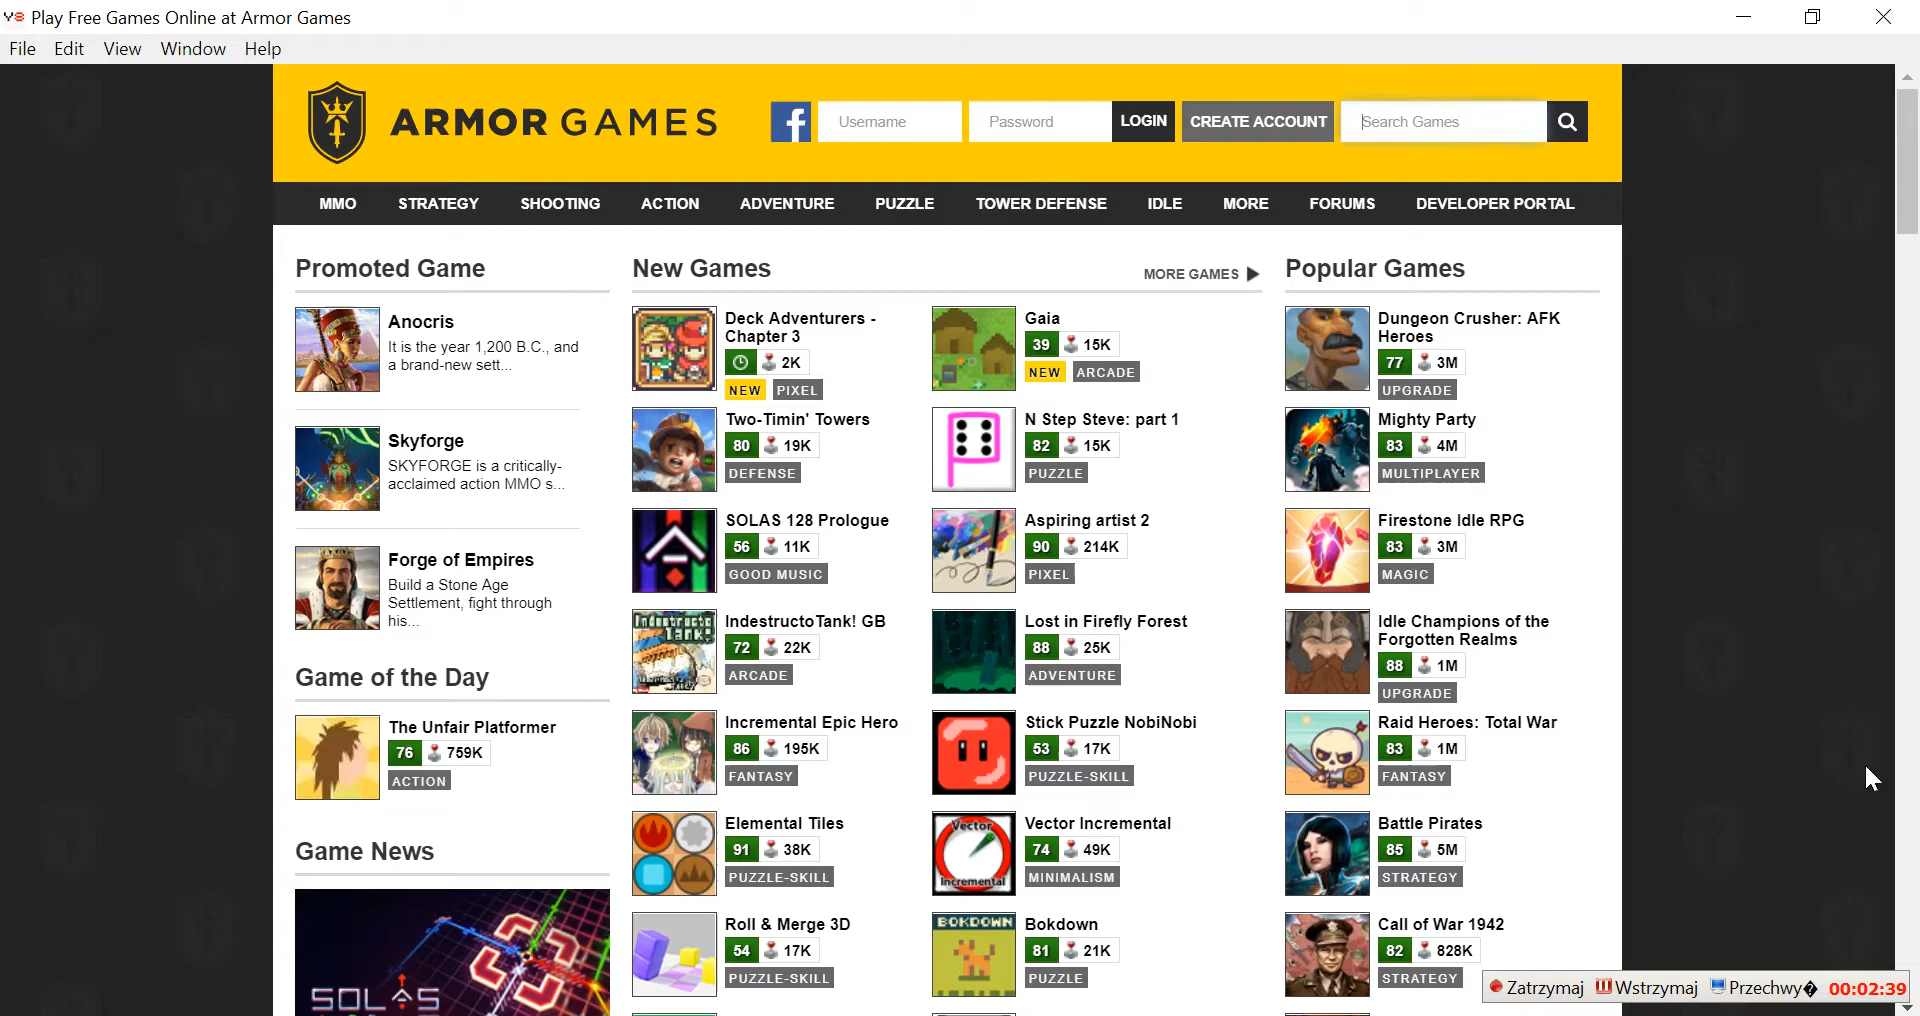 Play Free Games Online at Armor Games
File Edit View Window Help
ARMOR GAMES
Username
Password
LOGIN
CREATE ACCOUNT
Search Games
MMO STRATEGY SHOOTING ACTION ADVENTURE PUZZLE TOWER DEFENSE IDLE MORE FORUMS DEVELOPER PORTAL
Promoted Game
Anocris
It is the year 1,200 B.C., and
a brand-new sett...
Skyforge
SKYFORGE is a critically-
acclaimed action MMO s...
Forge of Empires
Build a Stone Age
Settlement, fight through
his...
Game of the Day
The Unfair Platformer
76 759K
ACTION
Game News
SOLAS
New Games
MORE GAMES
Deck Adventurers -
Chapter 3
2K
NEW PIXEL
Gaia
39 15K
NEW ARCADE
Two-Timin' Towers
80 19K
DEFENSE
N Step Steve: part 1
82 15K
PUZZLE
SOLAS 128 Prologue
56 11K
GOOD MUSIC
Aspiring artist 2
90 214K
PIXEL
Indestructo
Tank!
IndestructoTank! GB
72 22K
ARCADE
Lost in Firefly Forest
88 25K
ADVENTURE
Incremental Epic Hero
86 195K
FANTASY
Stick Puzzle NobiNobi
53 17K
PUZZLE-SKILL
Elemental Tiles
91 38K
PUZZLE-SKILL
Vector
Incremental
Vector Incremental
74 49K
MINIMALISM
Roll & Merge 3D
54 17K
PUZZLE-SKILL
BOKDOWN
Bokdown
81 21K
PUZZLE
Popular Games
Dungeon Crusher: AFK
Heroes
77 3M
UPGRADE
Mighty Party
83 4M
MULTIPLAYER
Firestone Idle RPG
83 3M
MAGIC
Idle Champions of the
Forgotten Realms
88 1M
UPGRADE
Raid Heroes: Total War
83 1M
FANTASY
Battle Pirates
85 5M
STRATEGY
Call of War 1942
82 828K
STRATEGY
Zatrzymaj Wstrzymaj Przechwy� 00:02:39